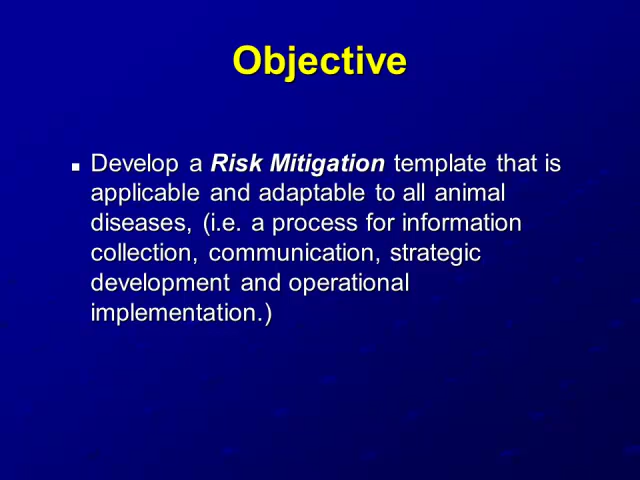 Objective
Develop a Risk Mitigation template that is
applicable and adaptable to all animal
diseases, (i.e. a process for information
collection, communication, strategic
development and operational
implementation.)